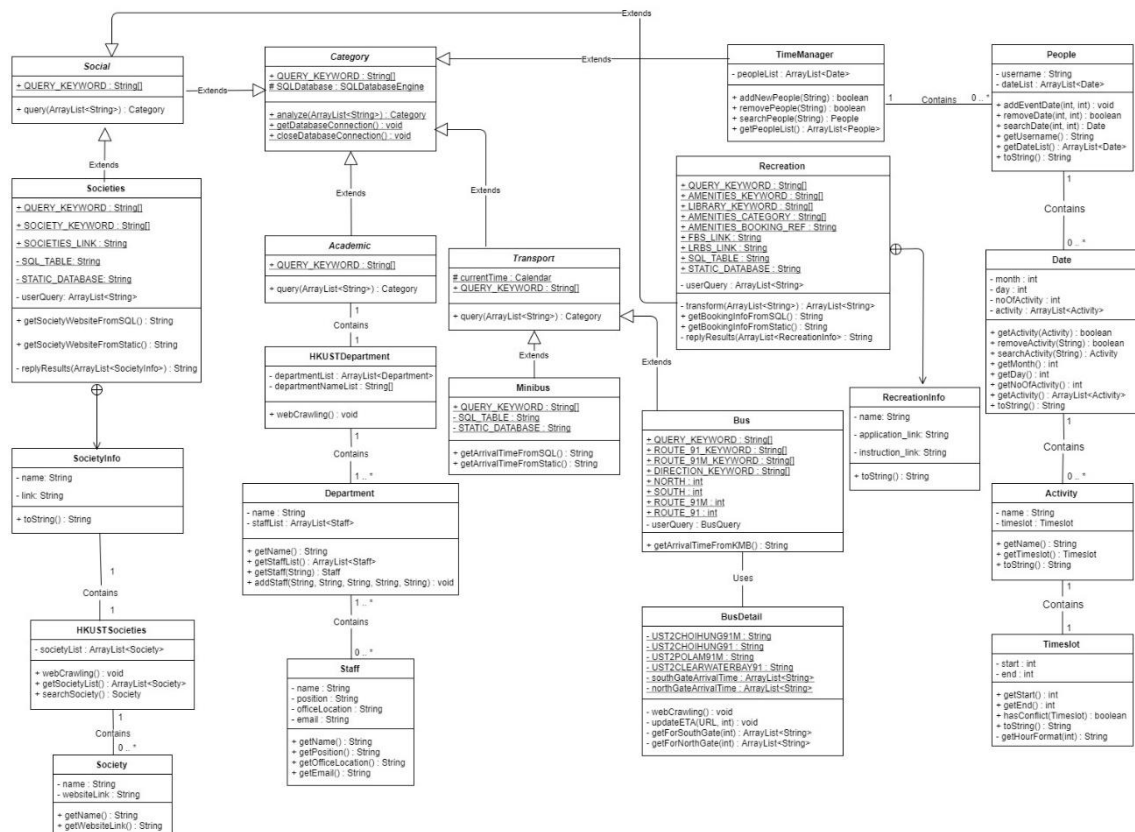 Extends
Social
+ QUERY_KEYWORD : String[]
+ query(ArrayList<String>) : Category
Extends
Category
+ QUERY_KEYWORD : String[]
# SQLDatabase : SQLDatabaseEngine
+ analyze(ArrayList<String>) : Category
+ getDatabaseConnection() : void
+ closeDatabaseConnection() : void
Extends
TimeManager
- peopleList : ArrayList<Date>
+ addNewPeople(String) : boolean
+ removePeople(String) : boolean
+ searchPeople(String) : People
+ getPeopleList() : ArrayList<People>
1
Contains
0 .. *
People
- username : String
- dateList : ArrayList<Date>
+ addEventDate(int, int) : void
+ removeDate(int, int) : boolean
+ searchDate(int, int) : Date
+ getUsername() : String
+ getDateList() : ArrayList<Date>
+ toString() : String
1
Contains
0 .. *
Extends
Societies
+ QUERY_KEYWORD : String[]
+ SOCIETY_KEYWORD : String[]
+ SOCIETIES_LINK : String
- SQL_TABLE: String
- STATIC_DATABASE: String
- userQuery: ArrayList<String>
+ getSocietyWebsiteFromSQL() : String
+ getSocietyWebsiteFromStatic() : String
- replyResults(ArrayList<SocietyInfo>) : String
Extends
Academic
+ QUERY_KEYWORD : String[]
+ query(ArrayList<String>) : Category
1
Contains
1
HKUSTDepartment
- departmentList : ArrayList<Department>
- departmentNameList : String[]
+ webCrawling() : void
1
Contains
1 .. *
Department
- name : String
- staffList : ArrayList<Staff>
+ getName() : String
+ getStaffList() : ArrayList<Staff>
+ getStaff(String) : Staff
+ addStaff(String, String, String, String, String) : void
1 .. *
Contains
0 .. *
Staff
- name : String
- position : String
- officeLocation : String
- email : String
+ getName() : String
+ getPosition() : String
+ getOfficeLocation() : String
+ getEmail() : String
Extends
Transport
# currentTime : Calendar
+ QUERY_KEYWORD : String[]
+ query(ArrayList<String>) : Category
Extends
Minibus
+ QUERY_KEYWORD : String[]
- SQL_TABLE : String
- STATIC_DATABASE : String
+ getArrivalTimeFromSQL() : String
+ getArrivalTimeFromStatic() : String
Recreation
+ QUERY_KEYWORD : String[]
+ AMENITIES_KEYWORD : String[]
+ LIBRARY_KEYWORD : String[]
+ AMENITIES_CATEGORY : String[]
+ AMENITIES_BOOKING_REF : String
+ FBS_LINK : String
+ LRBS_LINK : String
+ SQL_TABLE : String
+ STATIC_DATABASE : String
- userQuery : ArrayList<String>
- transform(ArrayList<String>) : ArrayList<String>
+ getBookingInfoFromSQL() : String
+ getBookingInfoFromStatic() : String
- replyResults(ArrayList<RecreationInfo) : String
Extends
Bus
+ QUERY_KEYWORD : String[]
+ ROUTE_91_KEYWORD : String[]
+ ROUTE_91M_KEYWORD : String[]
+ DIRECTION_KEYWORD : String[]
+ NORTH : int
+ SOUTH : int
+ ROUTE_91M : int
+ ROUTE_91 : int
- userQuery : BusQuery
+ getArrivalTimeFromKMB() : String
Uses
BusDetail
- UST2CHOIHUNG91M : String
- UST2CHOIHUNG91 : String
- UST2POLAM91M : String
- UST2CLEARWATERBAY91 : String
- southGateArrivalTime : ArrayList<String>
- northGateArrivalTime : ArrayList<String>
- webCrawling() : void
- updateETA(URL, int) : void
- getForSouthGate(int) : ArrayList<String>
- getForNorthGate(int) : ArrayList<String>
RecreationInfo
- name: String
- application_link: String
- instruction_link: String
+ toString() : String
Date
- month : int
- day : int
- noOfActivity : int
- activity : ArrayList<Activity>
+ getActivity(Activity) : boolean
+ removeActivity(String) : boolean
+ searchActivity(String) : Activity
+ getMonth() : int
+ getDay() : int
+ getNoOfActivity() : int
+ getActivity() : ArrayList<Activity>
+ toString() : String
1
Contains
0 .. *
Activity
- name : String
- timeslot : Timeslot
+ getName() : String
+ getTimeslot() : Timeslot
+ toString() : String
1
Contains
1
Timeslot
- start : int
- end : int
+ getStart() : int
+ getEnd() : int
+ hasConflict(Timeslot) : boolean
+ toString() : String
- getHourFormat(int) : String
SocietyInfo
- name: String
- link: String
+ toString() : String
1
Contains
1
HKUSTSocieties
- societyList : ArrayList<Society>
+ webCrawling() : void
+ getSocietyList() : ArrayList<Society>
+ searchSociety() : Society
1
Contains
0 .. *
Society
- name : String
- websiteLink : String
+ getName() : String
+ getWebsiteLink() : String